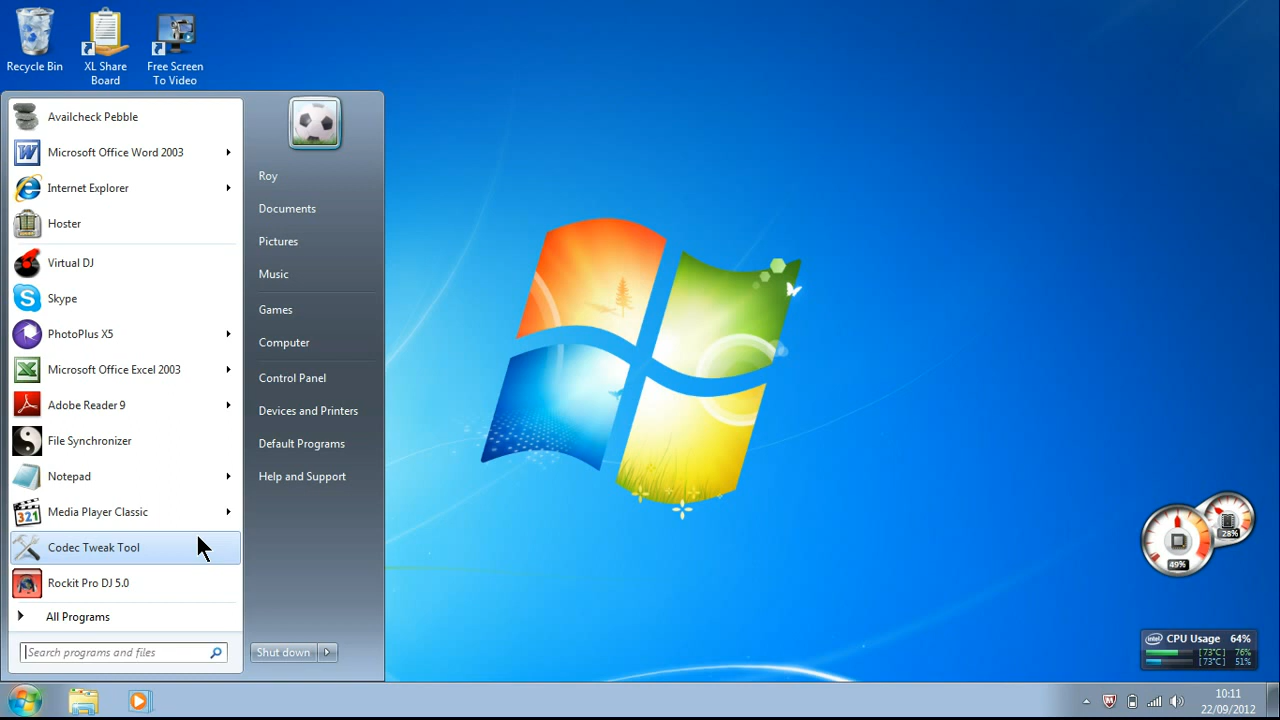 Recycle Bin
XL Share
Board
Free Screen
To Video
Availcheck Pebble
Microsoft Office Word 2003
Internet Explorer
Hoster
Virtual DJ
Skype
PhotoPlus X5
Microsoft Office Excel 2003
Adobe Reader 9
File Synchronizer
Notepad
321
Media Player Classic
Codec Tweak Tool
Rockit Pro DJ 5.0
All Programs
Search programs and files
Roy
Documents
Pictures
Music
Games
Computer
Control Panel
Devices and Printers
Default Programs
Help and Support
Shut down
28%
49%
intel CPU Usage 64%
[73°C] 76%
[73°C] 51%
10:11
22/09/2012